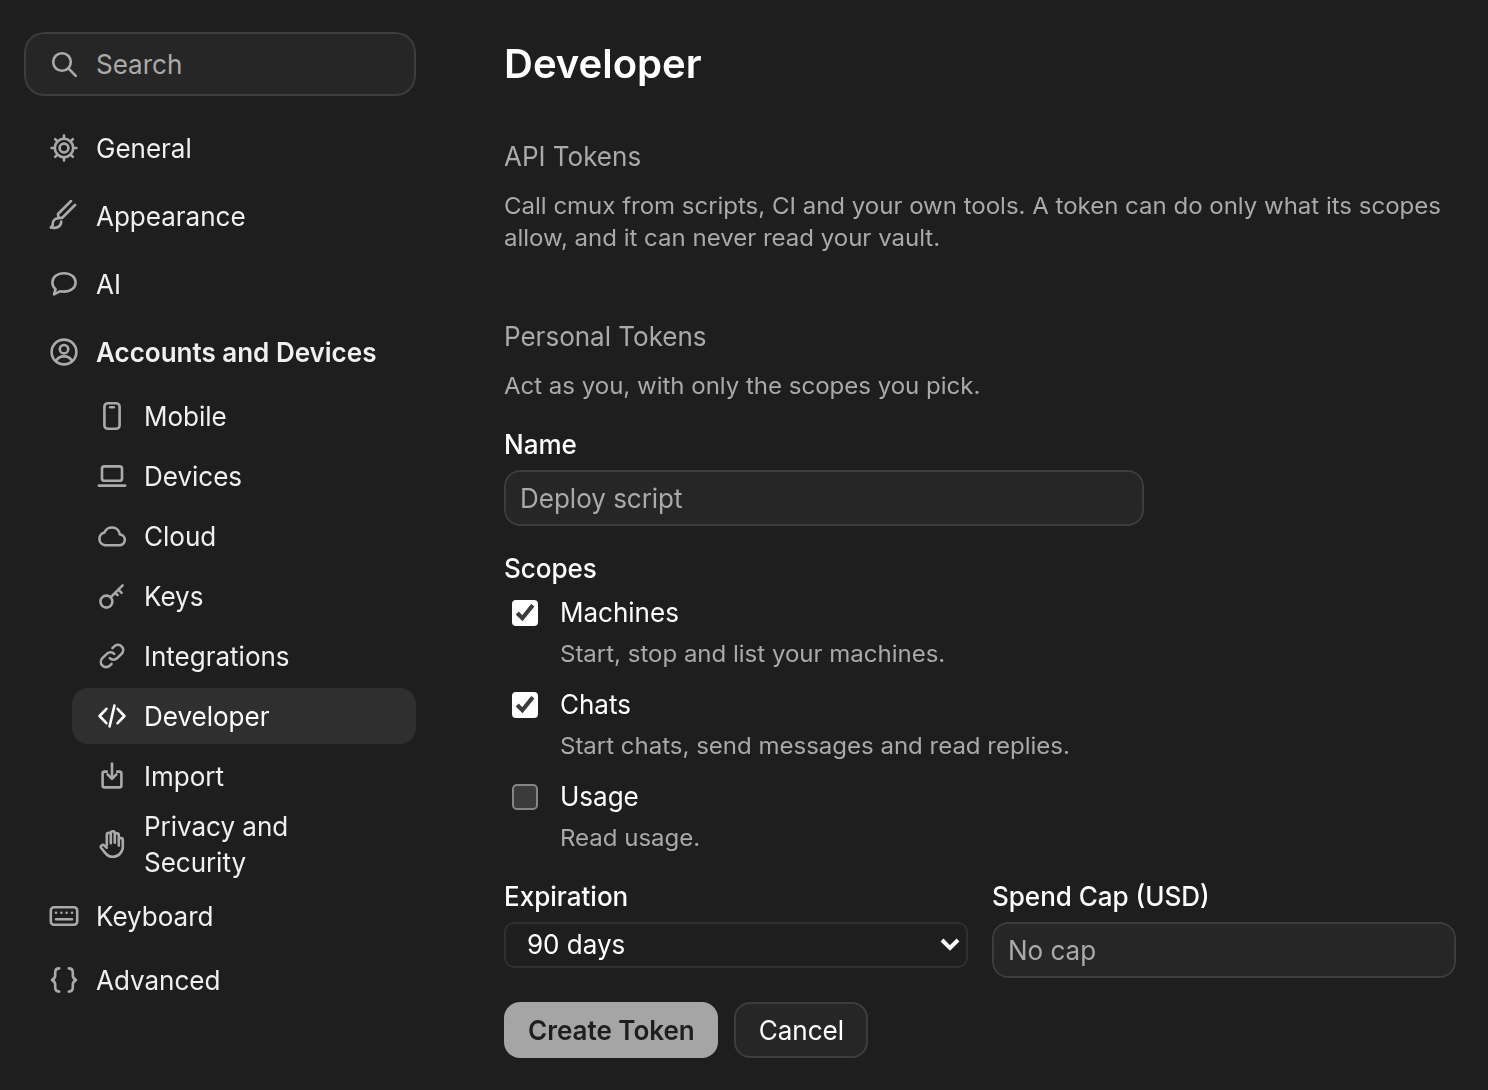 Search
General
Appearance
AI
Accounts and Devices
Mobile
Devices
Cloud
Keys
Integrations
Developer
Import
Privacy and
Security
Keyboard
Advanced
Developer
API Tokens
Call cmux from scripts, CI and your own tools. A token can do only what its scopes
allow, and it can never read your vault.
Personal Tokens
Act as you, with only the scopes you pick.
Name
Deploy script
Scopes
Machines
Start, stop and list your machines.
Chats
Start chats, send messages and read replies.
Usage
Read usage.
Expiration
90 days
Spend Cap (USD)
No cap
Create Token
Cancel